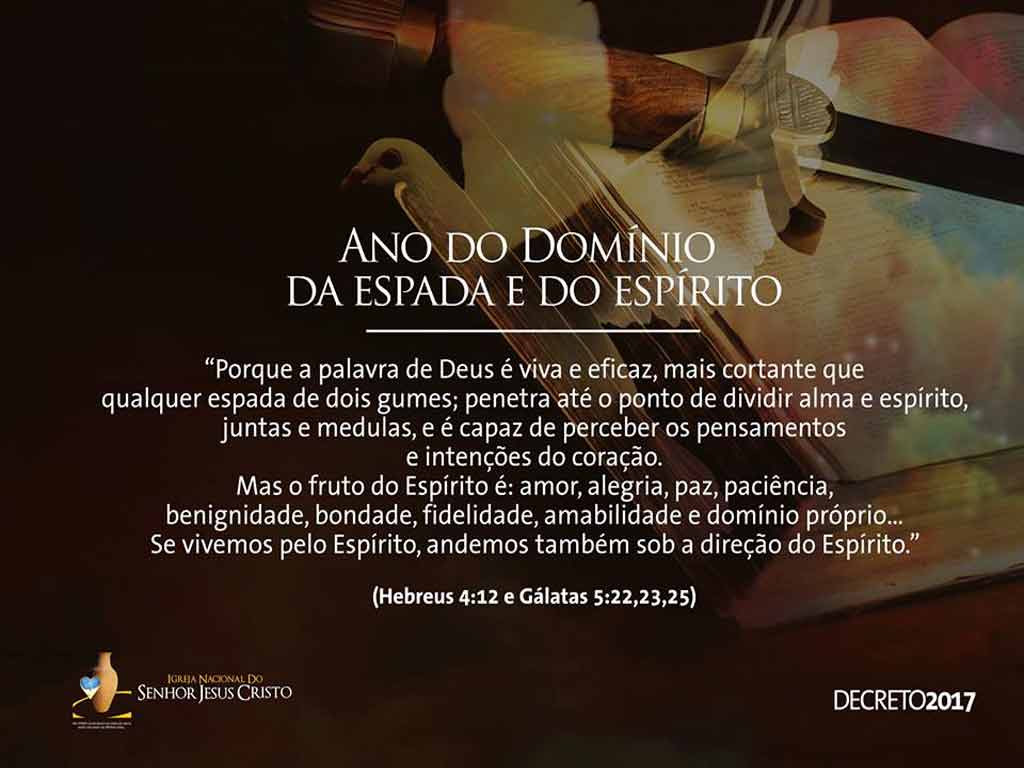 Ano do Domínio
da espada e do espírito
“Porque a palavra de Deus é viva e eficaz, mais cortante que
qualquer espada de dois gumes; penetra até o ponto de dividir alma e espírito,
juntas e medulas, e é capaz de perceber os pensamentos
e intenções do coração.
Mas o fruto do Espírito é: amor, alegria, paz, paciência,
benignidade, bondade, fidelidade, amabilidade e domínio próprio...
Se vivemos pelo Espírito, andemos também sob a direção do Espírito.”
(Hebreus 4:12 e Gálatas 5:22,23,25)
Igreja Nacional Do
Senhor Jesus Cristo
DECRETO2017